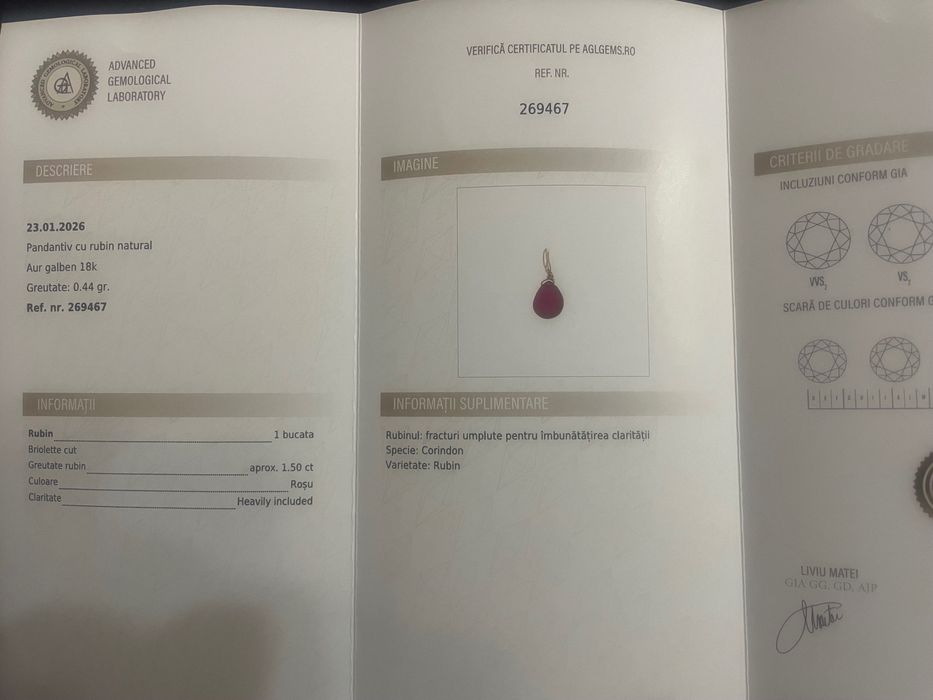 ADVANCED
GEMOLOGICAL
LABORATORY
DESCRIERE
23.01.2026
Pandantiv cu rubin natural
Aur galben 18k
Greutate: 0.44 gr.
Ref. nr. 269467
INFORMAȚII
Rubin 1 bucata
Briolette cut
Greutate rubin aprox. 1.50 ct
Culoare Roșu
Claritate Heavily included
VERIFICĂ CERTIFICATUL PE AGLGEMS.RO
REF. NR.
269467
IMAGINE
INFORMAȚII SUPLIMENTARE
Rubinul: fracturi umplute pentru îmbunătățirea clarității
Specie: Corindon
Varietate: Rubin
CRITERII DE GRADARE
INCLUZIUNI CONFORM GIA
VVS₂ VS₂
SCARĂ DE CULORI CONFORM
LIVIU MATEI
GIA GG, GD, AJP